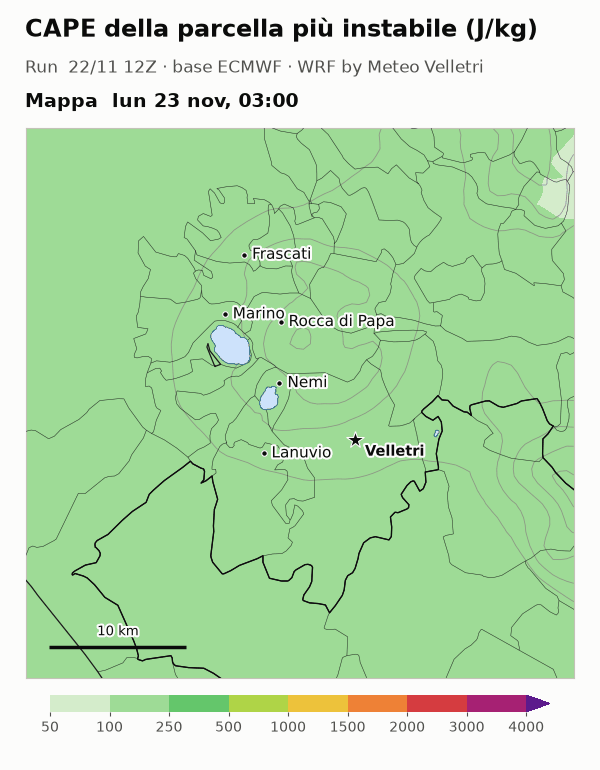 CAPE della parcella più instabile (J/kg)
Run  22/11 12Z · base ECMWF · WRF by Meteo Velletri
Mappa  lun 23 nov, 03:00
Frascati
Marino
Rocca di Papa
Nemi
Velletri
Lanuvio
10 km
50 100 250 500 1000 1500 2000 3000 4000